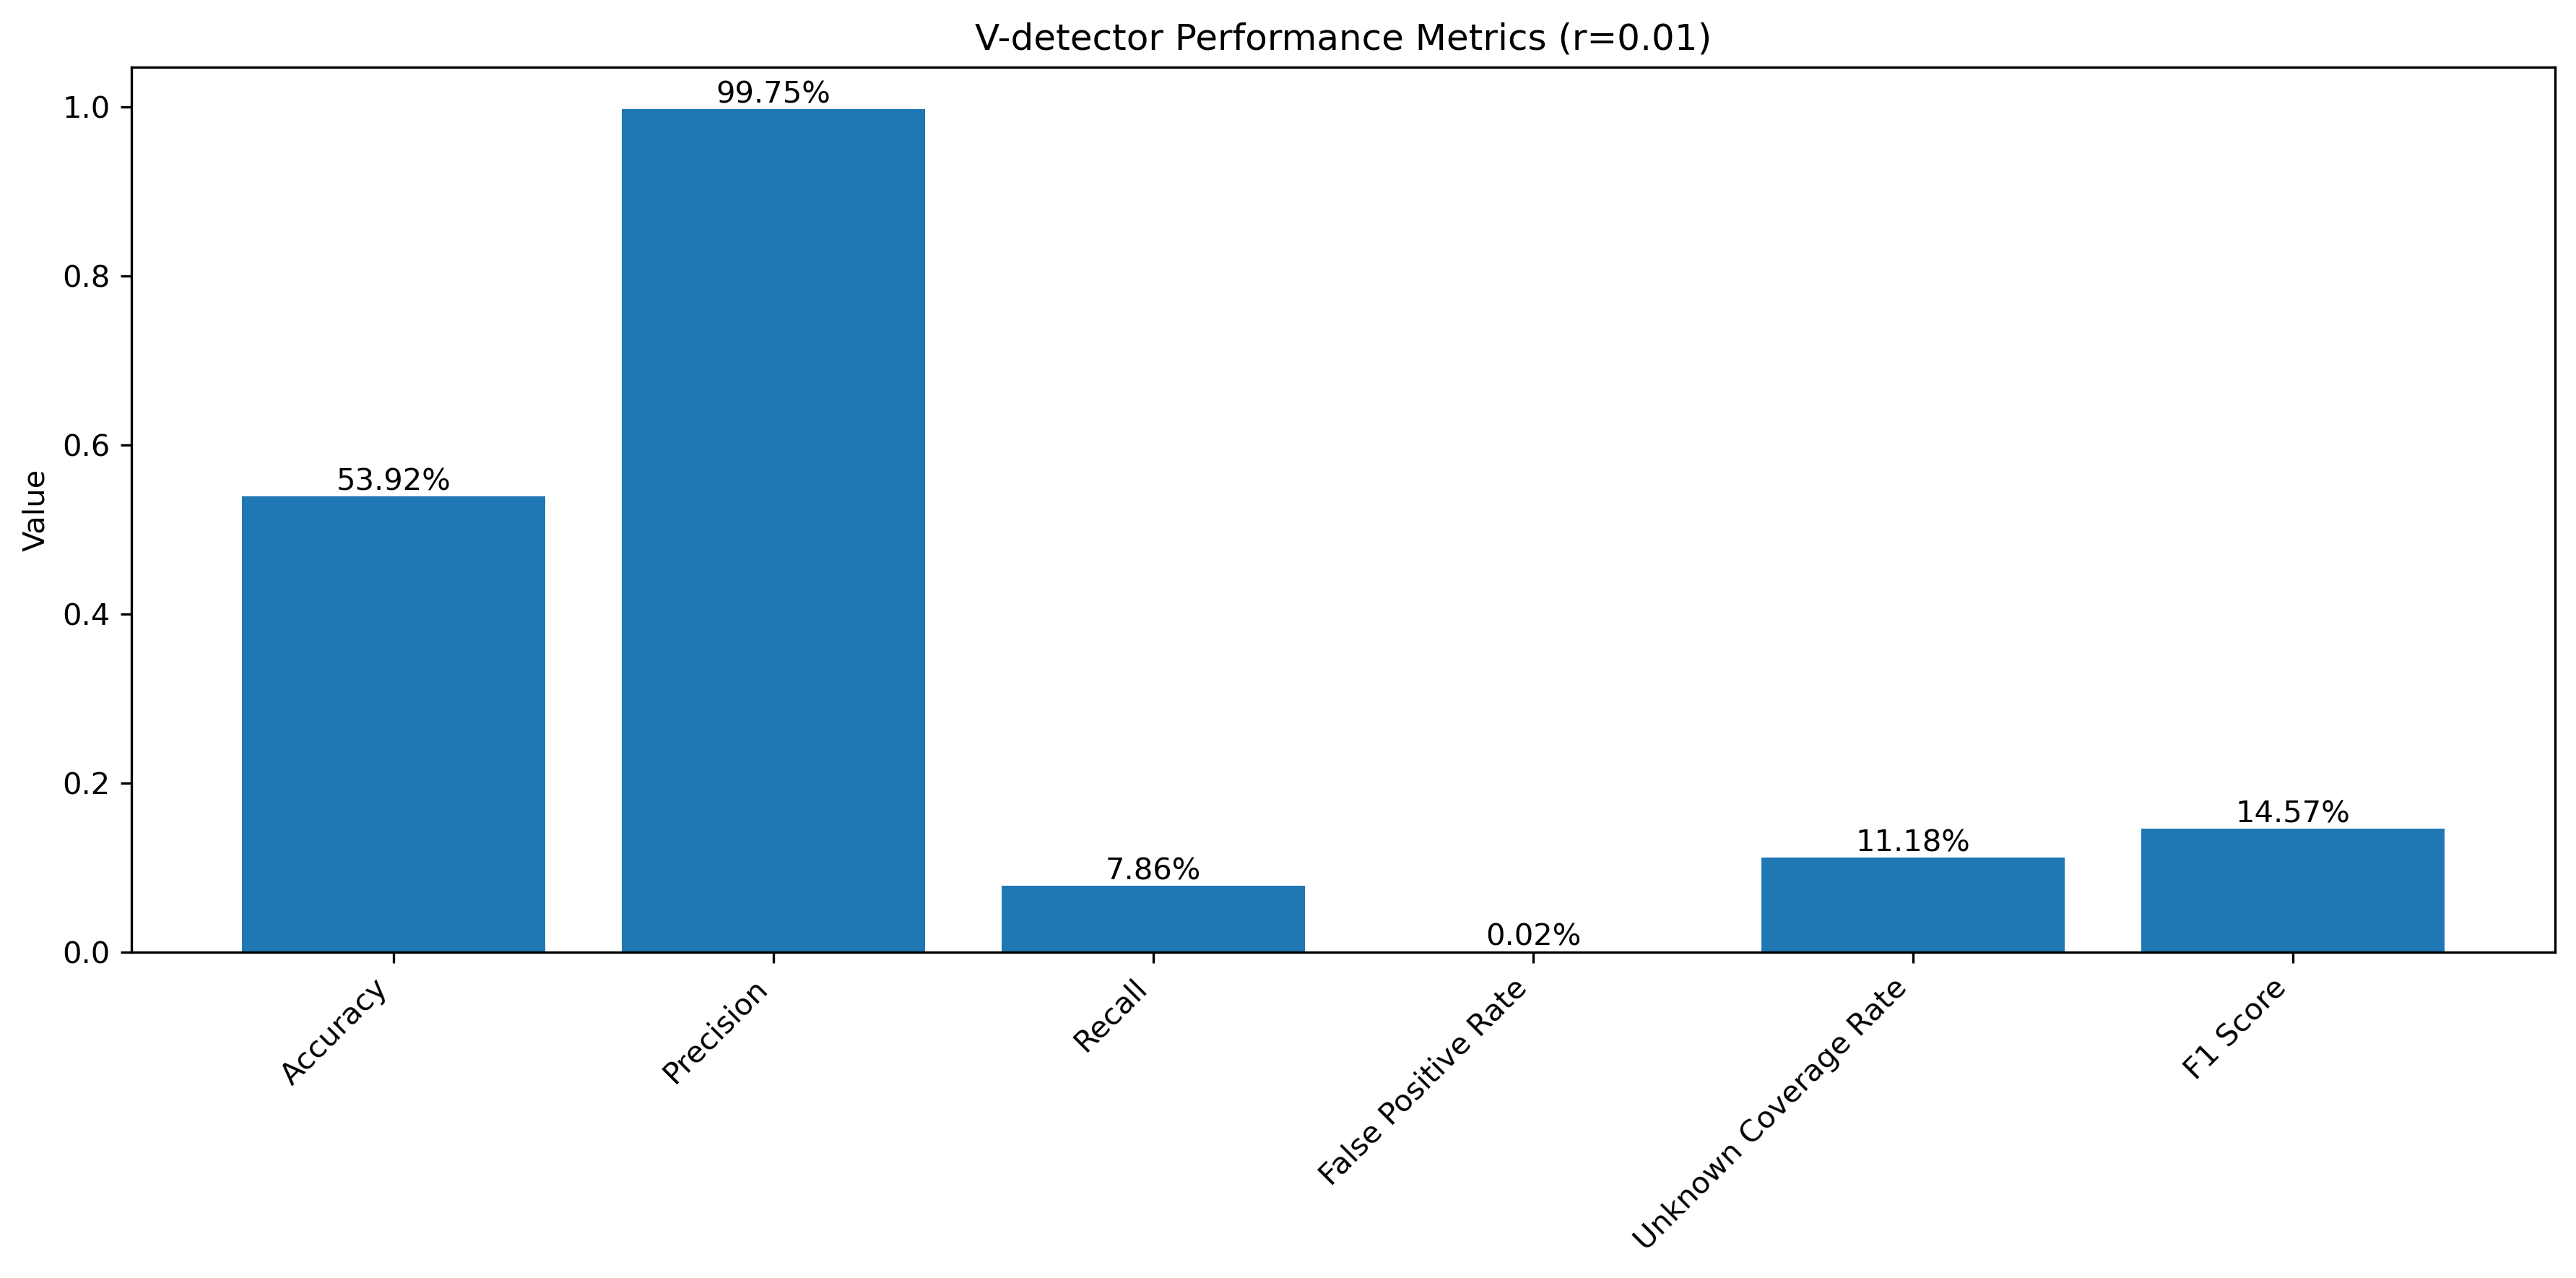 V-detector Performance Metrics (r=0.01)
Value
1.0
0.8
0.6
0.4
0.2
0.0
53.92%
99.75%
7.86%
0.02%
11.18%
14.57%
Accuracy
Precision
Recall
False Positive Rate
Unknown Coverage Rate
F1 Score